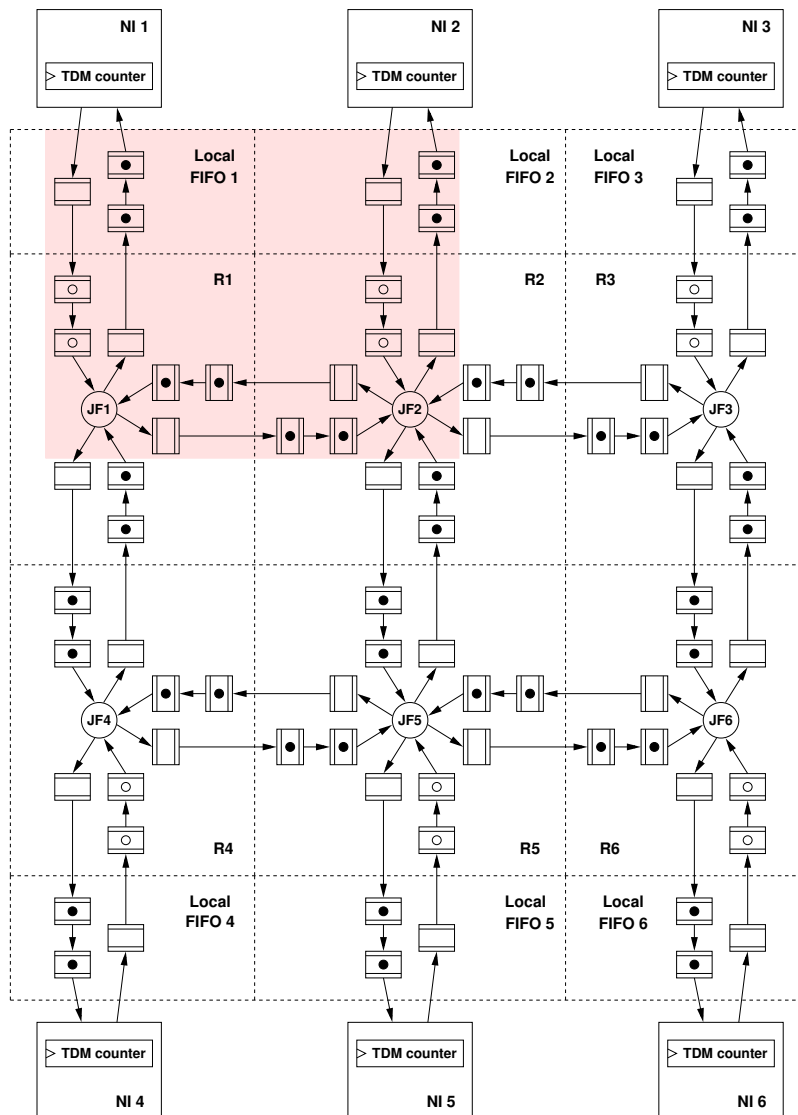 NI 1
NI 2
NI 3
TDM counter
TDM counter
TDM counter
Local
FIFO 1
Local
FIFO 2
Local
FIFO 3
R1
R2
R3
JF1
JF2
JF3
JF4
JF5
JF6
R4
R5
R6
Local
FIFO 4
Local
FIFO 5
Local
FIFO 6
TDM counter
TDM counter
TDM counter
NI 4
NI 5
NI 6